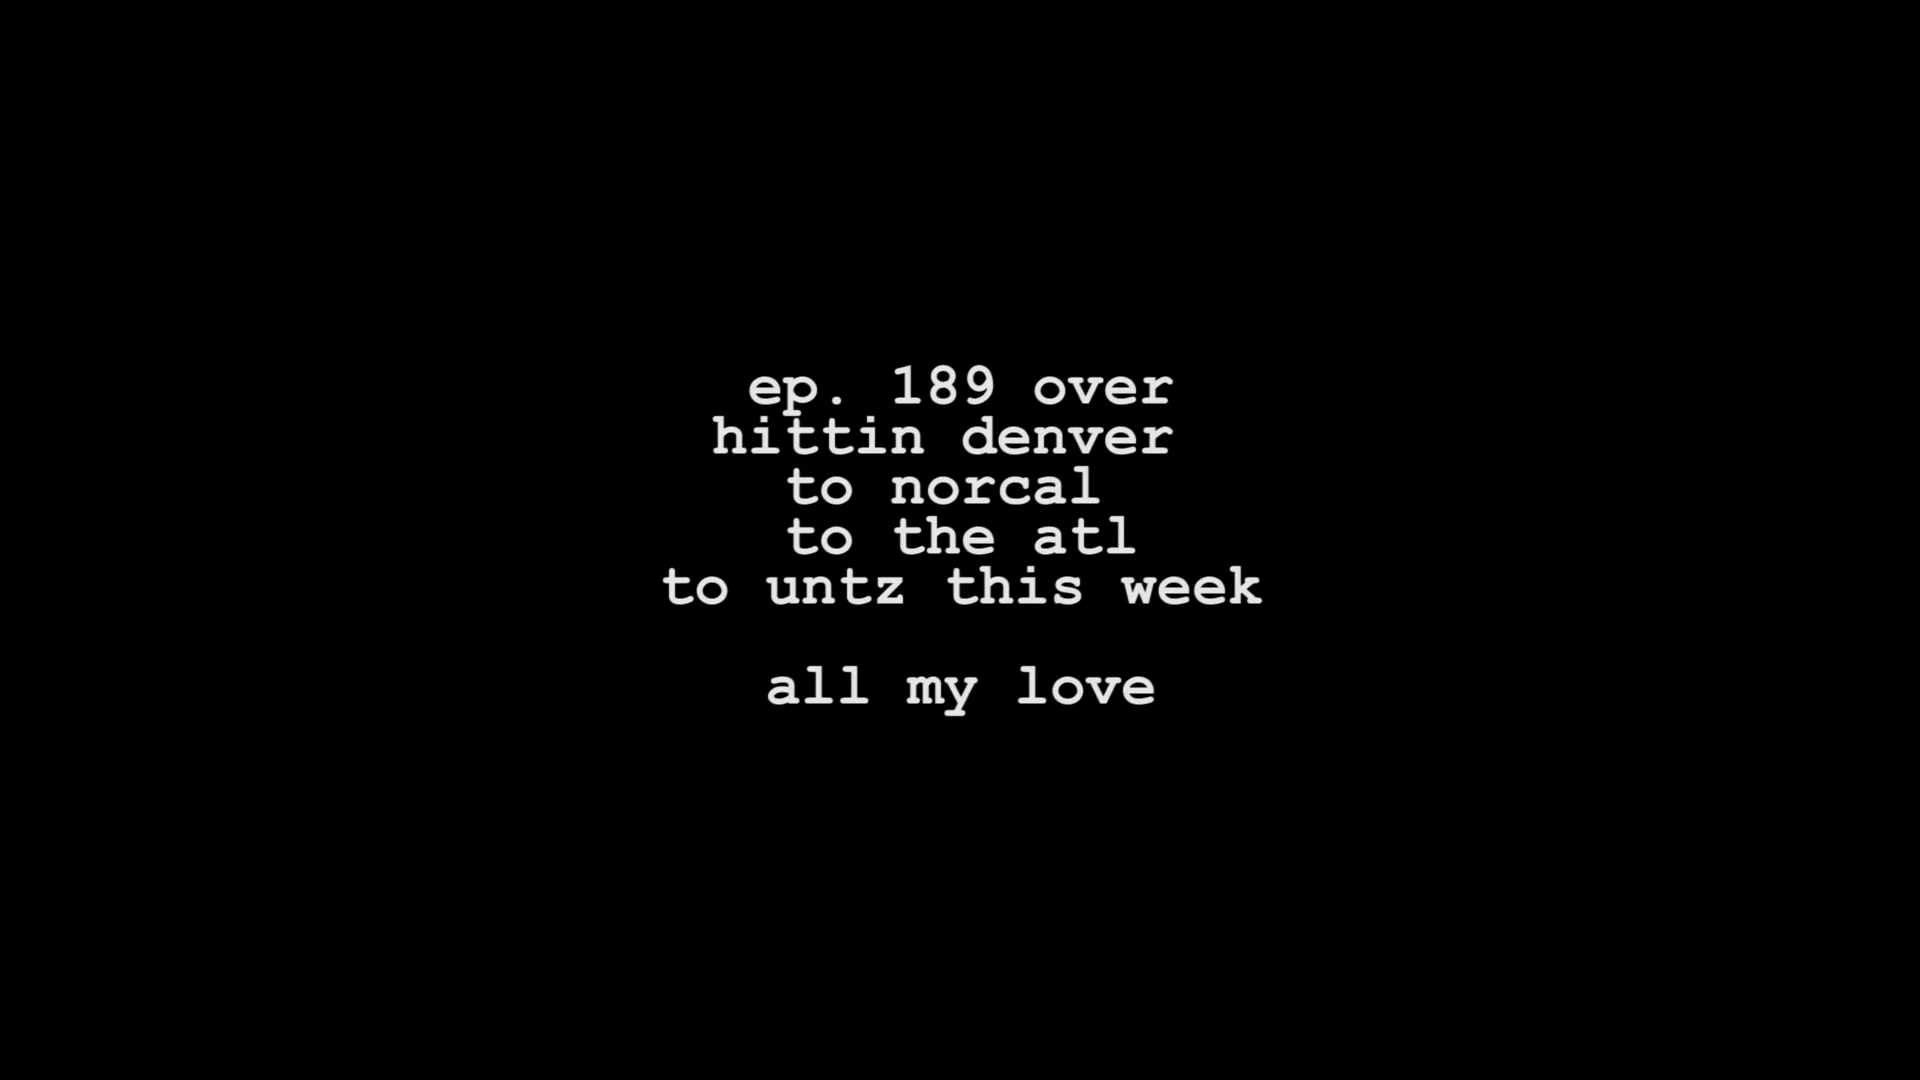 ep. 189 over
hittin denver
to norcal
to the atl
to untz this week
all my love